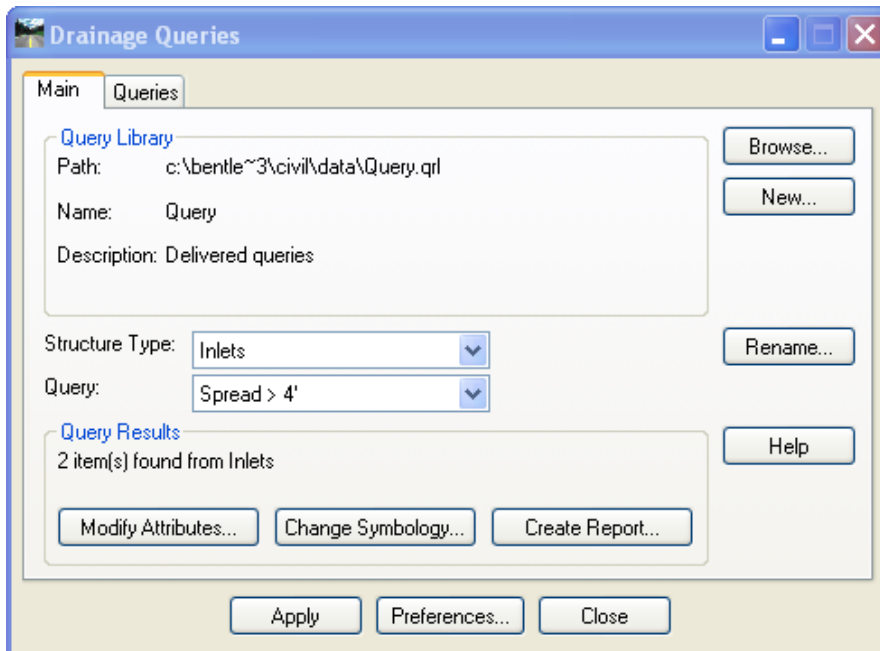 Drainage Queries
Main
Queries
Query Library
Path: c:\bentle~3\civil\data\Query.qrl
Browse...
New...
Name: Query
Description: Delivered queries
Structure Type: Inlets
Rename...
Query: Spread > 4'
Query Results
2 item(s) found from Inlets
Help
Modify Attributes...
Change Symbology...
Create Report...
Apply
Preferences...
Close